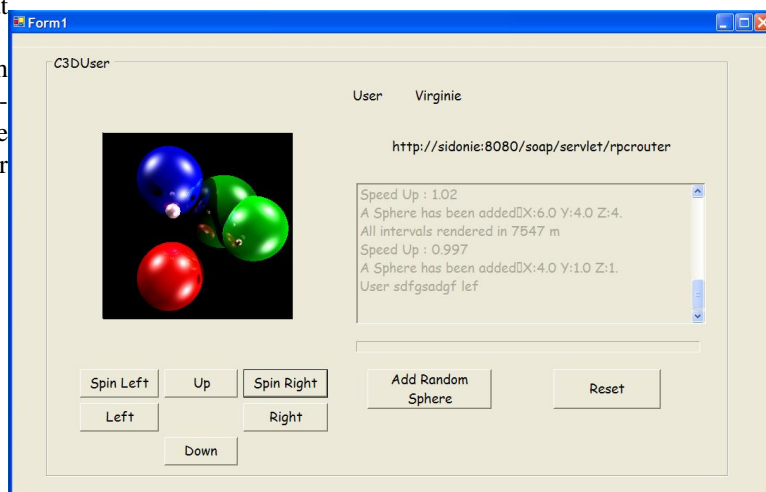 t
Form1
n
C3DUser
-
User Virginie
e
http://sidonie:8080/soap/servlet/rpcrouter
r
Speed Up : 1.02
A Sphere has been added▯X:6.0 Y:4.0 Z:4.
All intervals rendered in 7547 m
Speed Up : 0.997
A Sphere has been added▯X:4.0 Y:1.0 Z:1.
User sdfgsadgf lef
Spin Left Up Spin Right
Add Random
Sphere
Reset
Left Right
Down